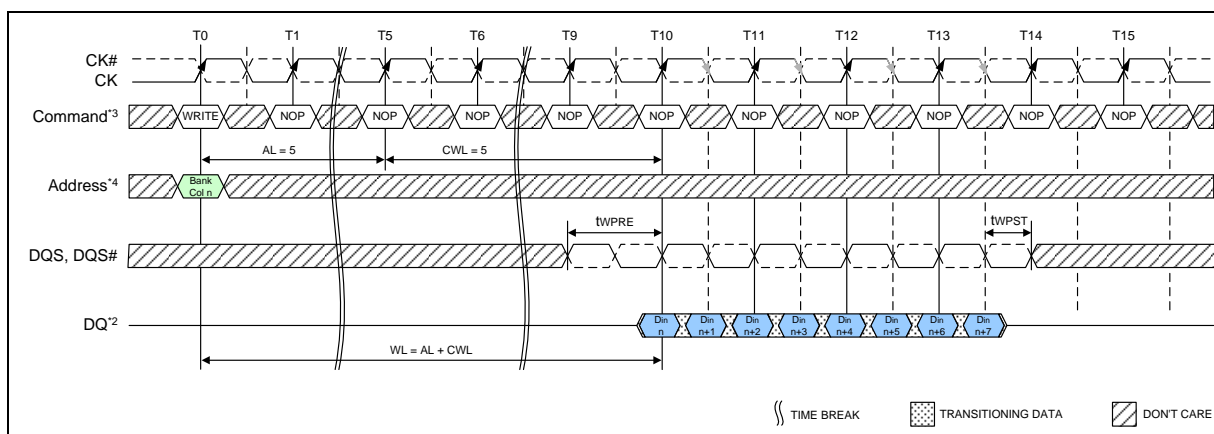 T0 T1 T5 T6 T9 T10 T11 T12 T13 T14 T15
CK#
CK
Command*3 WRITE NOP NOP NOP NOP NOP NOP NOP NOP NOP NOP
AL = 5 CWL = 5
Address*4 Bank
Col n
tWPRE tWPST
DQS, DQS#
DQ*2 Din Din Din Din Din Din Din Din
n n+1 n+2 n+3 n+4 n+5 n+6 n+7
WL = AL + CWL
TIME BREAK TRANSITIONING DATA DON'T CARE